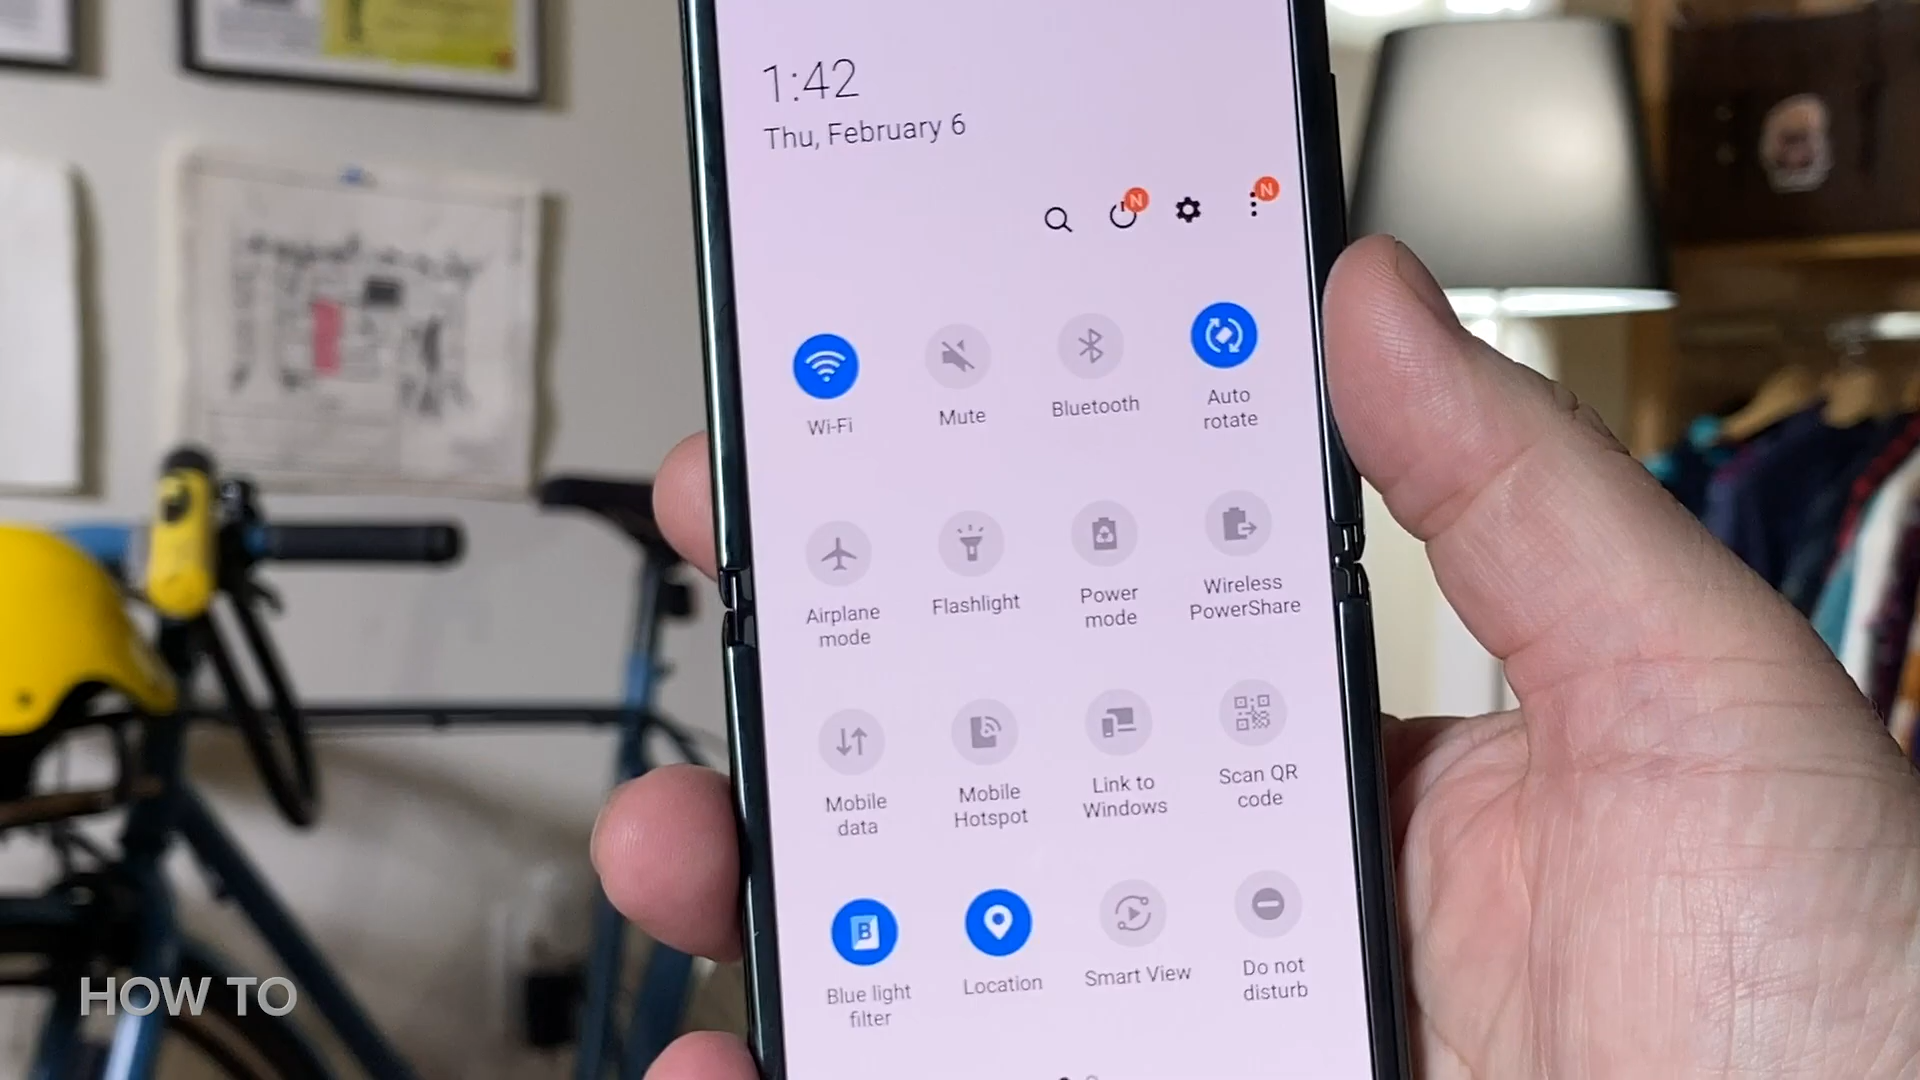 1:42
Thu, February 6
N
N
Wi-Fi
Mute
Bluetooth
Auto
rotate
Airplane
mode
Flashlight
Power
mode
Wireless
PowerShare
Mobile
data
Mobile
Hotspot
Link to
Windows
Scan QR
code
B
Blue light
filter
Location
Smart View
Do not
disturb
HOW TO